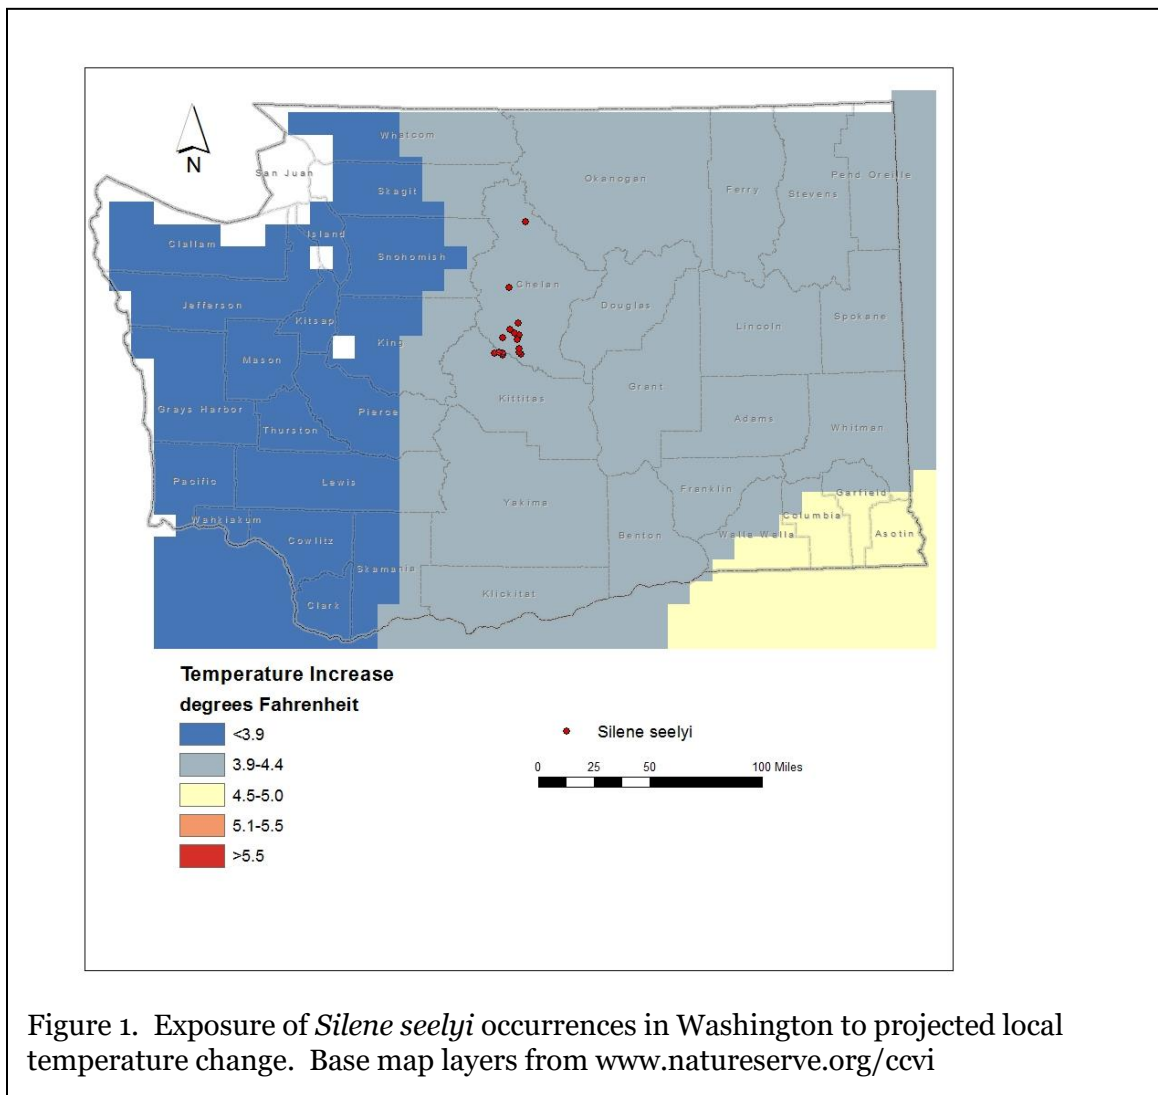 N
San Juan
Whatcom
Skagit
Okanogan
Ferry
Stevens
Pend Oreille
Clallam
Island
Snohomish
Chelan
Jefferson
Kitsap
King
Douglas
Lincoln
Spokane
Mason
Grays Harbor
Pierce
Kittitas
Grant
Adams
Whitman
Thurston
Pacific
Lewis
Yakima
Franklin
Garfield
Columbia
Wahkiakum
Cowlitz
Benton
Walla Walla
Asotin
Skamania
Clark
Klickitat
Temperature Increase
degrees Fahrenheit
<3.9
3.9-4.4
4.5-5.0
5.1-5.5
>5.5
Silene seelyi
0 25 50 100 Miles
Figure 1. Exposure of Silene seelyi occurrences in Washington to projected local
temperature change. Base map layers from www.natureserve.org/ccvi